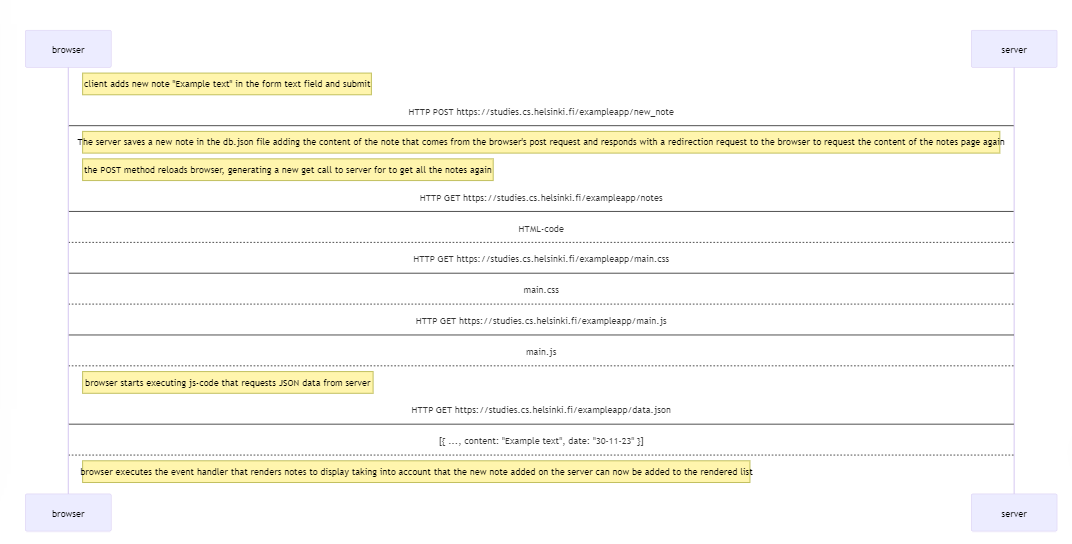 browser
server
client adds new note "Example text" in the form text field and submit
HTTP POST https://studies.cs.helsinki.fi/exampleapp/new_note
The server saves a new note in the db.json file adding the content of the note that comes from the browser's post request and responds with a redirection request to the browser to request the content of the notes page again
the POST method reloads browser, generating a new get call to server for to get all the notes again
HTTP GET https://studies.cs.helsinki.fi/exampleapp/notes
HTML-code
HTTP GET https://studies.cs.helsinki.fi/exampleapp/main.css
main.css
HTTP GET https://studies.cs.helsinki.fi/exampleapp/main.js
main.js
browser starts executing js-code that requests JSON data from server
HTTP GET https://studies.cs.helsinki.fi/exampleapp/data.json
[{ ..., content: "Example text", date: "30-11-23" }]
browser executes the event handler that renders notes to display taking into account that the new note added on the server can now be added to the rendered list
browser
server